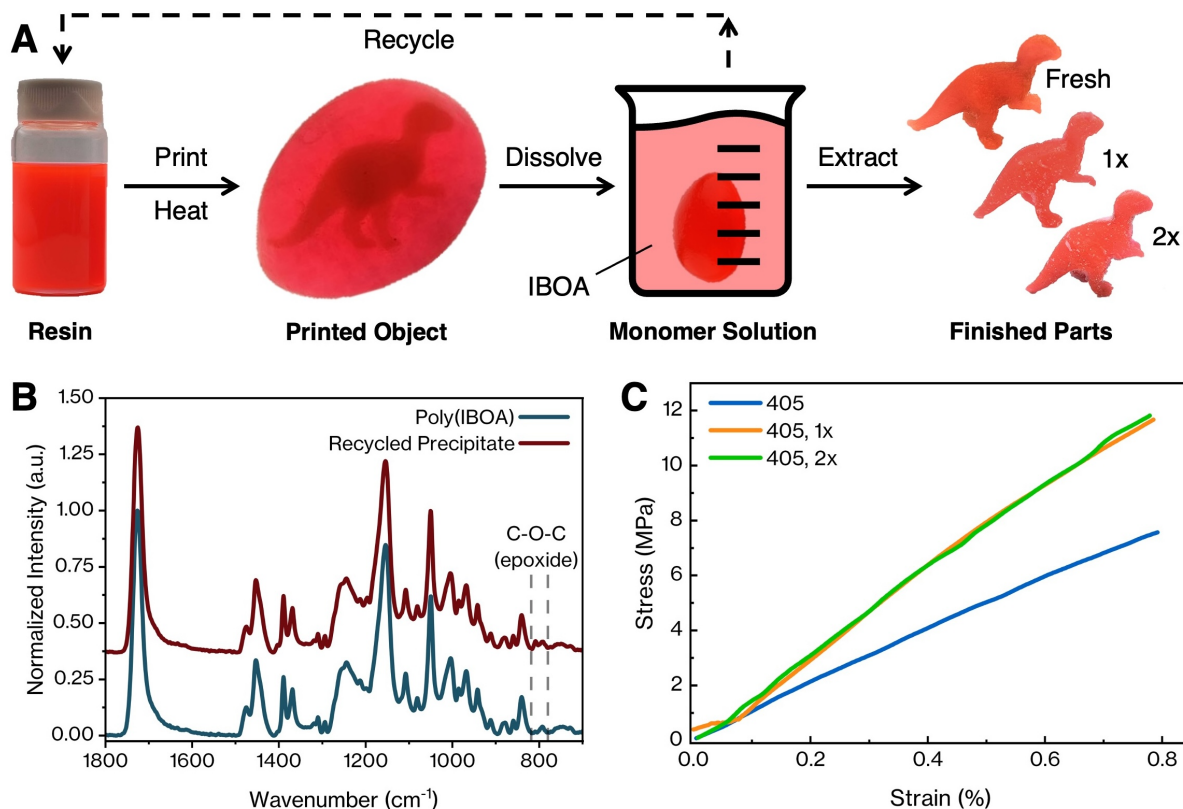 A
Recycle
Fresh
Print
Heat
Dissolve
Extract
1x
2x
IBOA
Resin
Printed Object
Monomer Solution
Finished Parts
B
1.50
1.25
1.00
0.75
0.50
0.25
0.00
Normalized Intensity (a.u.)
Poly(IBOA)
Recycled Precipitate
C-O-C
(epoxide)
1800 1600 1400 1200 1000 800
Wavenumber (cm⁻¹)
C
12
10
8
6
4
2
0
Stress (MPa)
405
405, 1x
405, 2x
0.0 0.2 0.4 0.6 0.8
Strain (%)